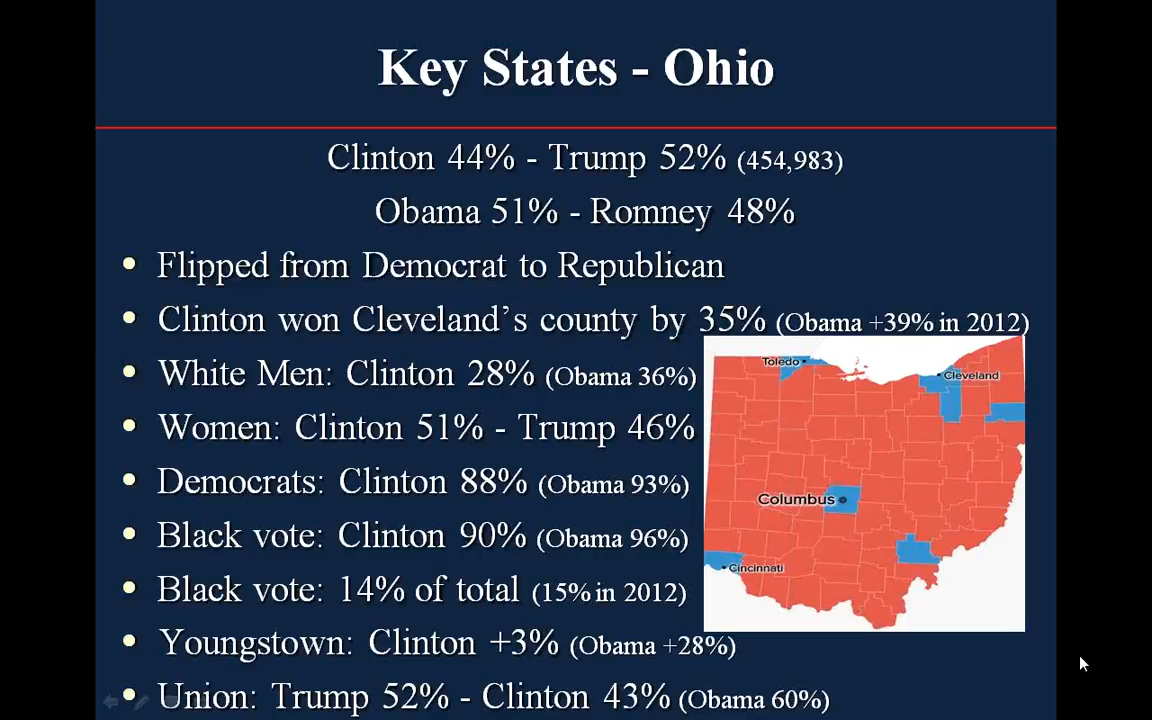 Key States - Ohio
Clinton 44% - Trump 52% (454,983)
Obama 51% - Romney 48%
• Flipped from Democrat to Republican
• Clinton won Cleveland's county by 35% (Obama +39% in 2012)
• White Men: Clinton 28% (Obama 36%)
• Women: Clinton 51% - Trump 46%
• Democrats: Clinton 88% (Obama 93%)
• Black vote: Clinton 90% (Obama 96%)
• Black vote: 14% of total (15% in 2012)
• Youngstown: Clinton +3% (Obama +28%)
• Union: Trump 52% - Clinton 43% (Obama 60%)
Toledo
Cleveland
Columbus
Cincinnati